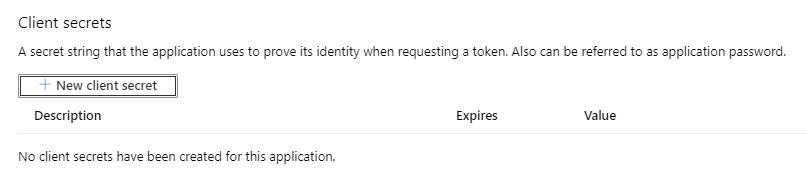 Client secrets
A secret string that the application uses to prove its identity when requesting a token. Also can be referred to as application password.
+ New client secret
Description Expires Value
No client secrets have been created for this application.